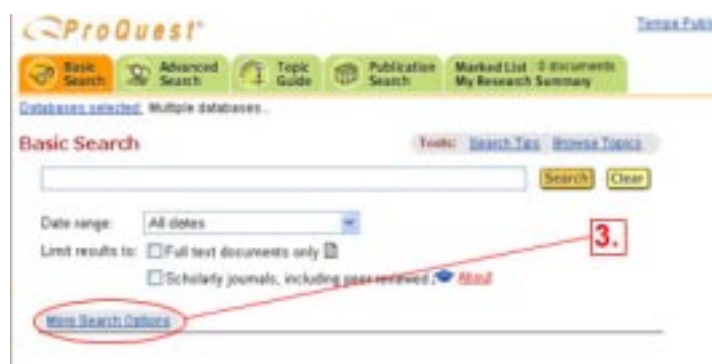 ProQuest
Basic Search
Advanced Search
Topic Guide
Publication Search
Marked List 0 documents
My Research Summary
Databases selected: Multiple databases...
Basic Search
Tools: Search Tips Browse Topics
Search Clear
Date range: All dates
Limit results to: Full text documents only
Scholarly journals, including peer-reviewed About
3.
More Search Options